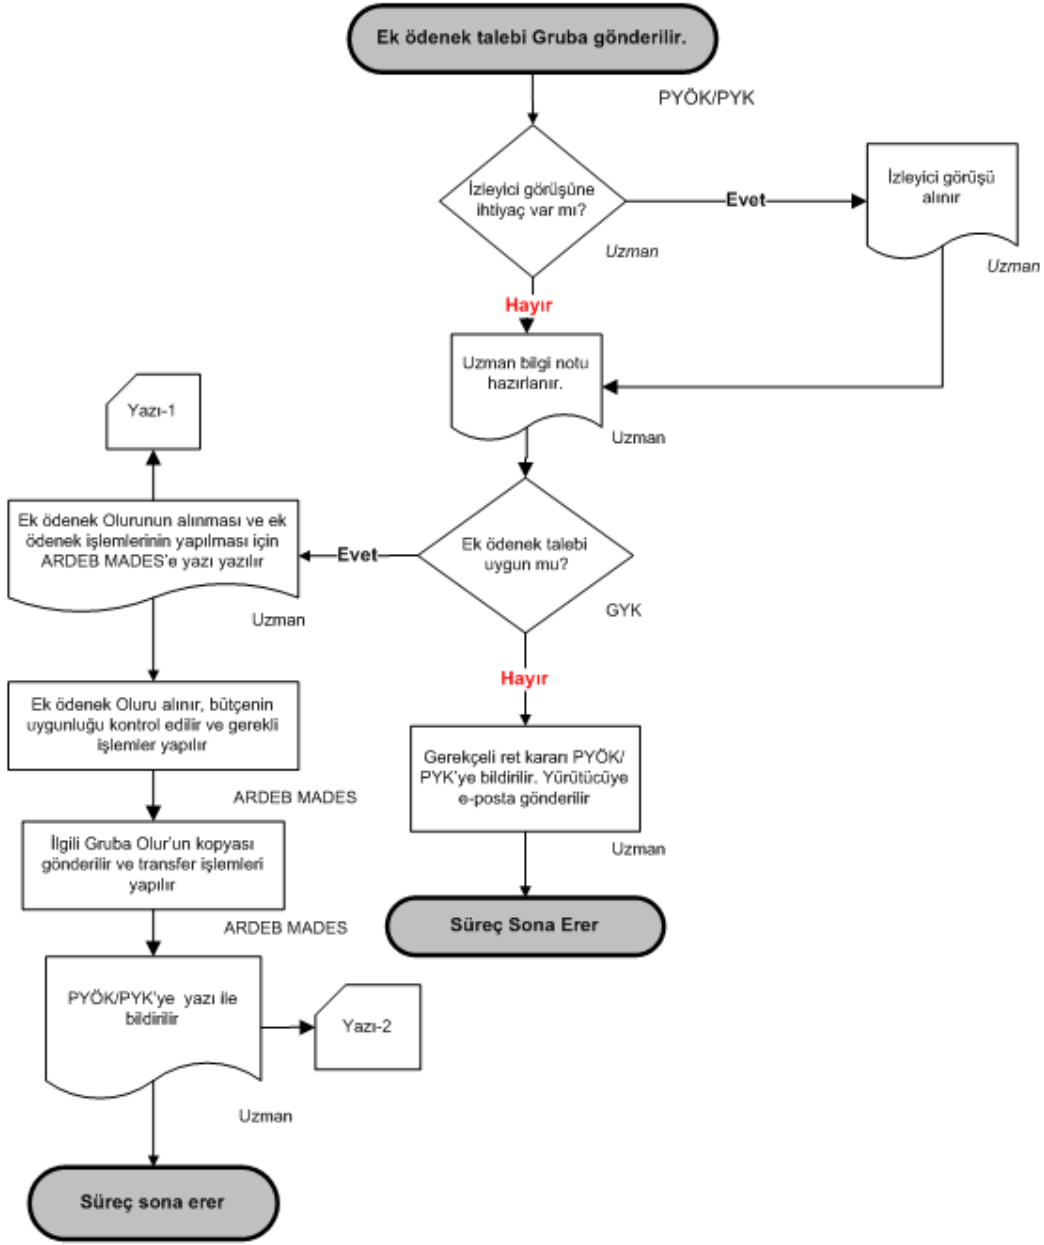 Ek ödenek talebi Gruba gönderilir.
PYÖK/PYK
İzleyici görüşüne
ihtiyaç var mı?
Evet
İzleyici görüşü
alınır
Uzman
Uzman
Hayır
Uzman bilgi notu
hazırlanır.
Uzman
Yazı-1
Ek ödenek Olurunun alınması ve ek
ödenek işlemlerinin yapılması için
ARDEB MADES'e yazı yazılır
Evet
Ek ödenek talebi
uygun mu?
Uzman
GYK
Hayır
Ek ödenek Oluru alınır, bütçenin
uygunluğu kontrol edilir ve gerekli
işlemler yapılır
ARDEB MADES
Gerekçeli ret kararı PYÖK/
PYK'ye bildirilir. Yürütücüye
e-posta gönderilir
Uzman
İlgili Gruba Olur'un kopyası
gönderilir ve transfer işlemleri
yapılır
ARDEB MADES
Süreç Sona Erer
PYÖK/PYK'ye yazı ile
bildirilir
Yazı-2
Uzman
Süreç sona erer